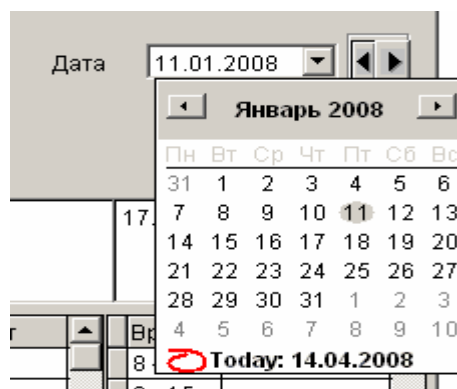 Дата 11.01.2008
Январь 2008
Пн Вт Ср Чт Пт Сб Вс
31 1 2 3 4 5 6
17. 7 8 9 10 11 12 13
14 15 16 17 18 19 20
21 22 23 24 25 26 27
28 29 30 31 1 2 3
4 5 6 7 8 9 10
Вр
8 - Today: 14.04.2008